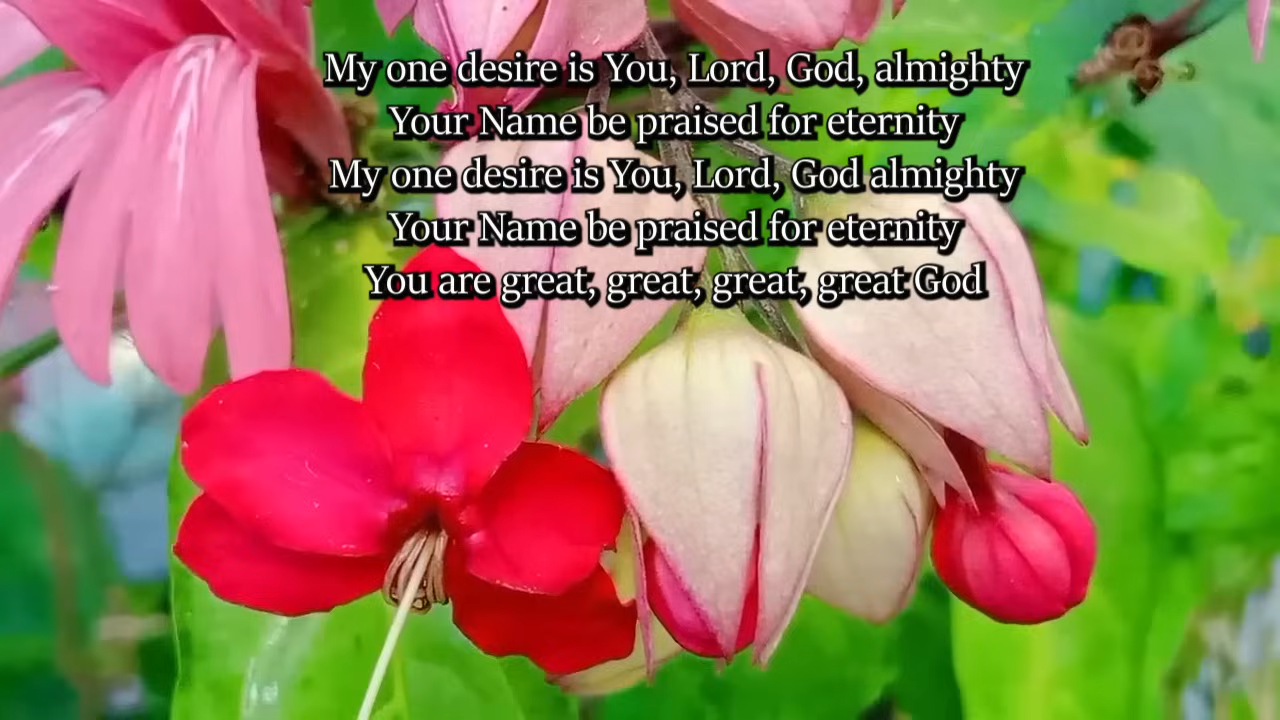 My one desire is You, Lord, God, almighty
Your Name be praised for eternity
My one desire is You, Lord, God almighty
Your Name be praised for eternity
You are great, great, great, great God